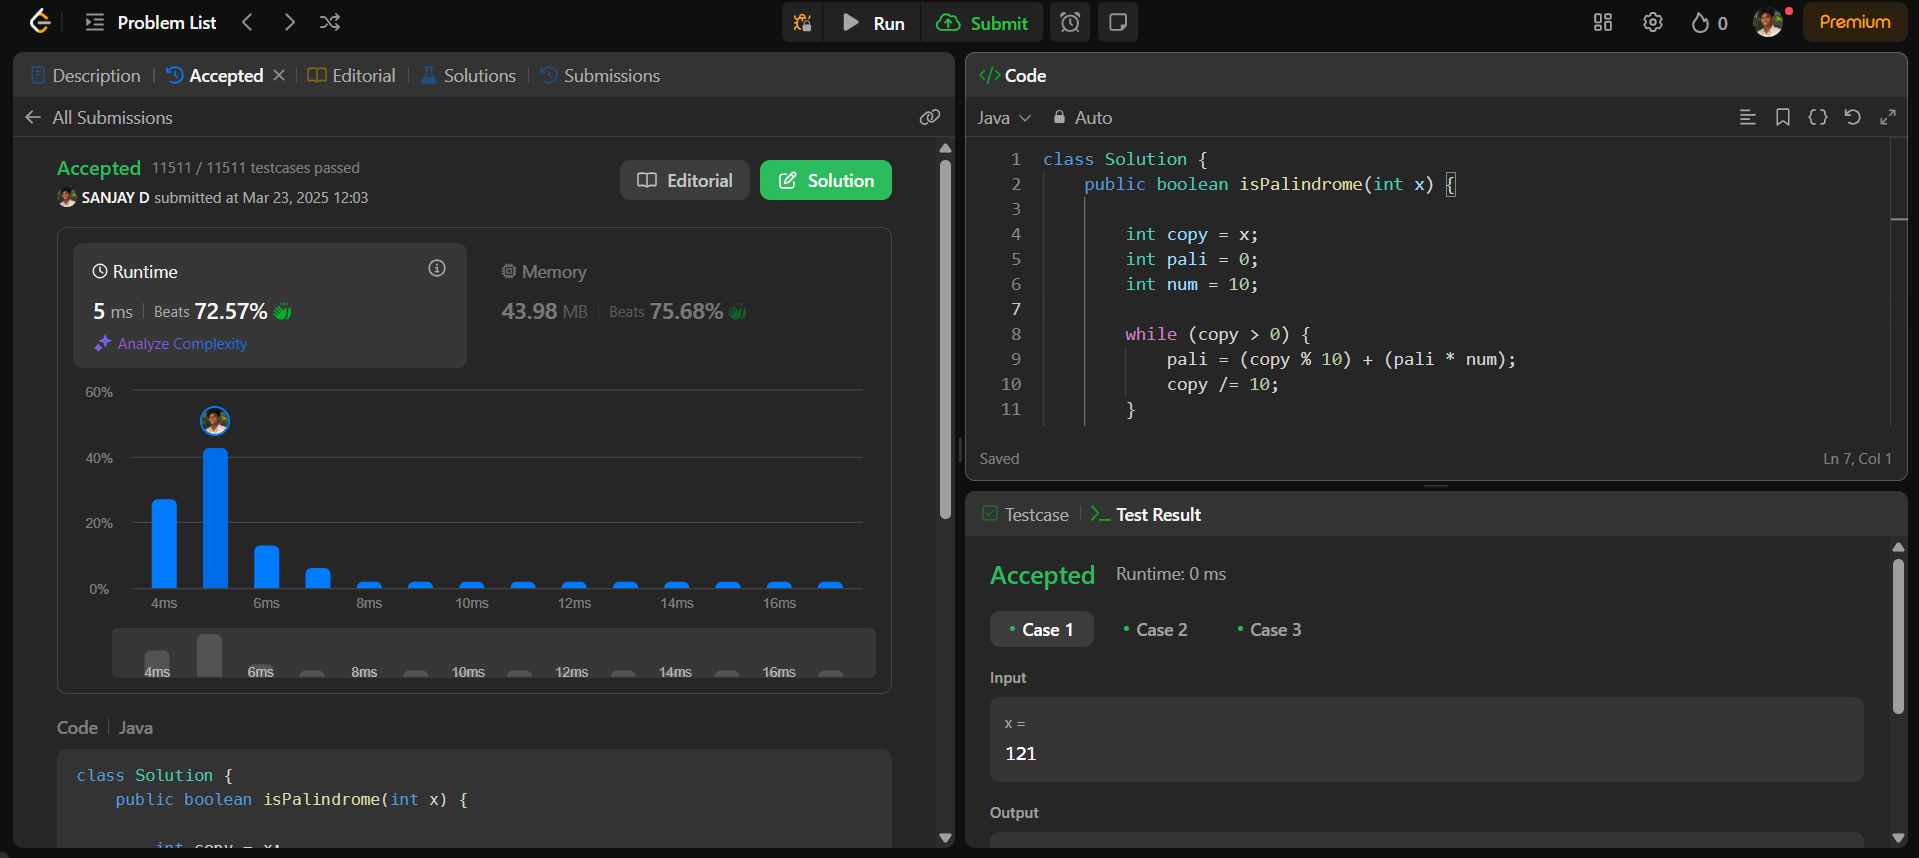 Problem List
Run
Submit
0
Premium
Description
Accepted
Editorial
Solutions
Submissions
All Submissions
Accepted 11511 / 11511 testcases passed
SANJAY D submitted at Mar 23, 2025 12:03
Editorial
Solution
Runtime
5 ms Beats 72.57%
Analyze Complexity
Memory
43.98 MB Beats 75.68%
60%
40%
20%
0%
4ms 6ms 8ms 10ms 12ms 14ms 16ms
4ms 6ms 8ms 10ms 12ms 14ms 16ms
Code Java
class Solution {
public boolean isPalindrome(int x) {
int copy = x;
</> Code
Java Auto
1 class Solution {
2 public boolean isPalindrome(int x) {
3
4 int copy = x;
5 int pali = 0;
6 int num = 10;
7
8 while (copy > 0) {
9 pali = (copy % 10) + (pali * num);
10 copy /= 10;
11 }
Saved
Ln 7, Col 1
Testcase
Test Result
Accepted Runtime: 0 ms
Case 1 Case 2 Case 3
Input
x =
121
Output